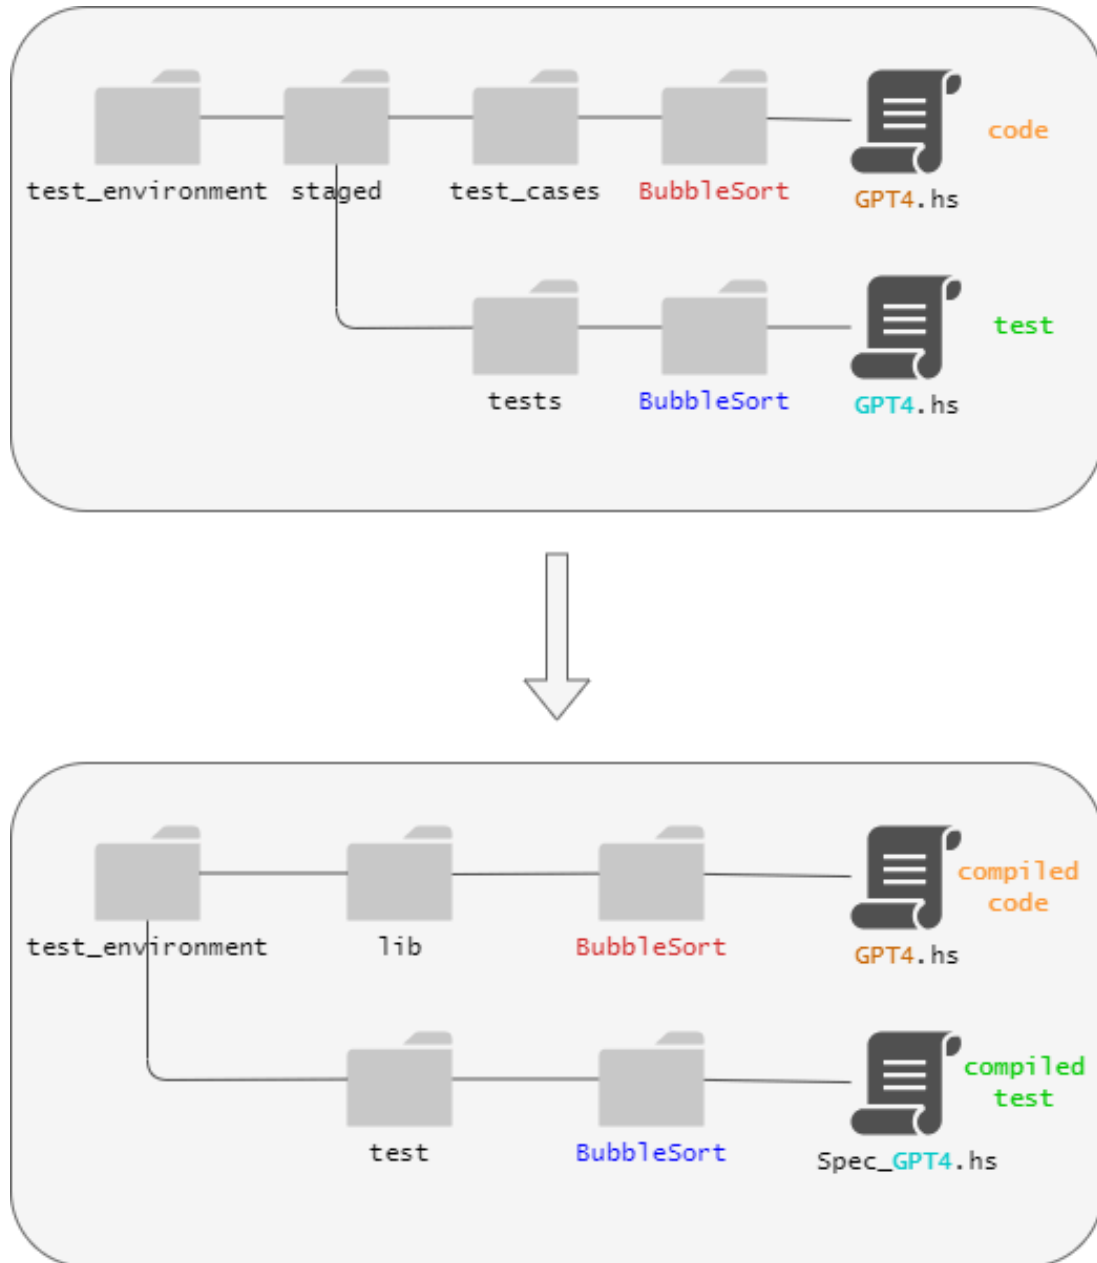 code
test_environment
staged
test_cases
BubbleSort
GPT4.hs
test
tests
BubbleSort
GPT4.hs
compiled
code
test_environment
lib
BubbleSort
GPT4.hs
compiled
test
test
BubbleSort
Spec_GPT4.hs